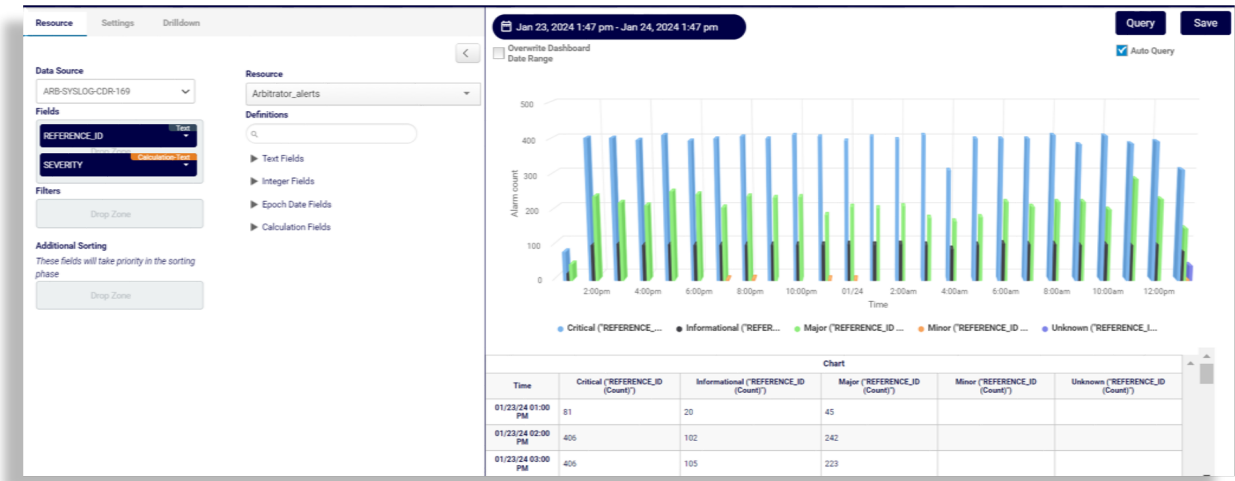 Resource Settings Drilldown
Data Source
ARB-SYSLOG-CDR-169
Fields
REFERENCE_ID Text
Drop Zone
SEVERITY Calculation-Text
Filters
Drop Zone
Additional Sorting
These fields will take priority in the sorting
phase
Drop Zone
Resource
Arbitrator_alerts
Definitions
Text Fields
Integer Fields
Epoch Date Fields
Calculation Fields
Jan 23, 2024 1:47 pm - Jan 24, 2024 1:47 pm
Query Save
Overwrite Dashboard
Date Range
Auto Query
Alarm count
500
400
300
200
100
0
2:00pm 4:00pm 6:00pm 8:00pm 10:00pm 01/24 2:00am 4:00am 6:00am 8:00am 10:00am 12:00pm
Time
Critical ("REFERENCE_... Informational ("REFER... Major ("REFERENCE_ID ... Minor ("REFERENCE_ID ... Unknown ("REFERENCE_I...
Chart
Time Critical ("REFERENCE_ID (Count)") Informational ("REFERENCE_ID (Count)") Major ("REFERENCE_ID (Count)") Minor ("REFERENCE_ID (Count)") Unknown ("REFERENCE_ID (Count)")
01/23/24 01:00 PM 81 20 45
01/23/24 02:00 PM 406 102 242
01/23/24 03:00 PM 406 105 223